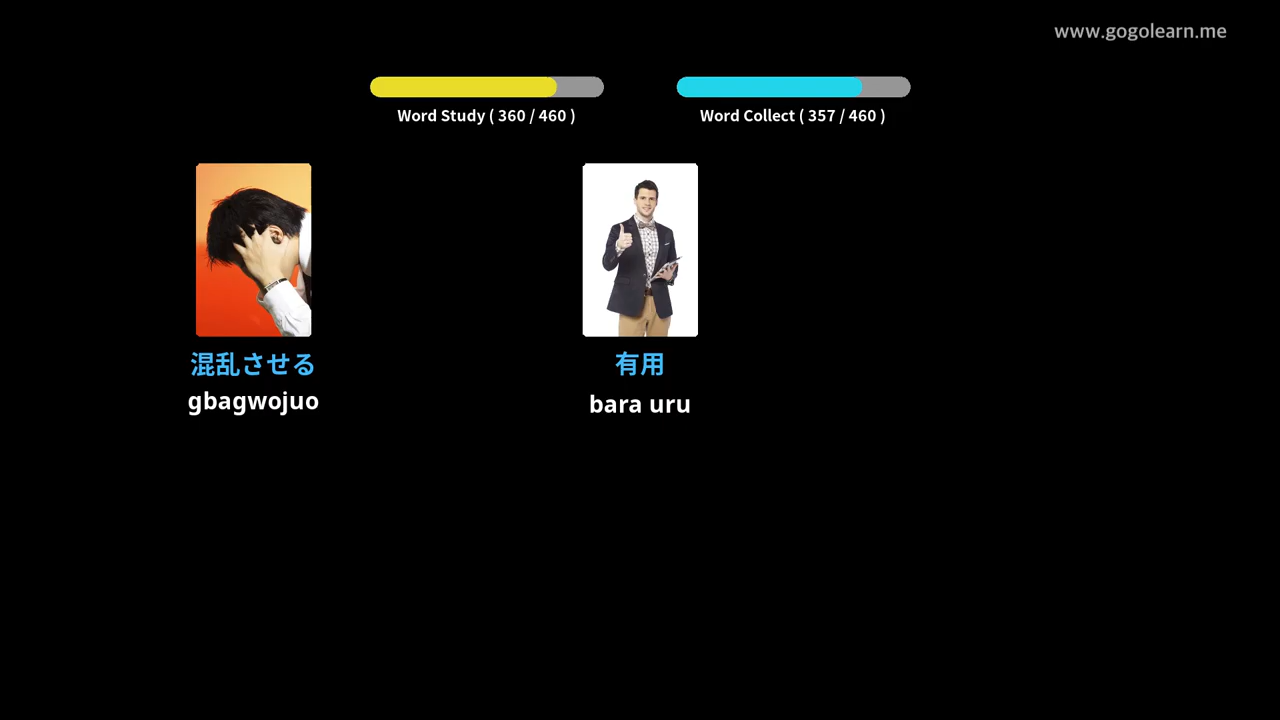 www.gogolearn.me
Word Study ( 360 / 460 )
Word Collect ( 357 / 460 )
混乱させる
gbagwojuo
有用
bara uru